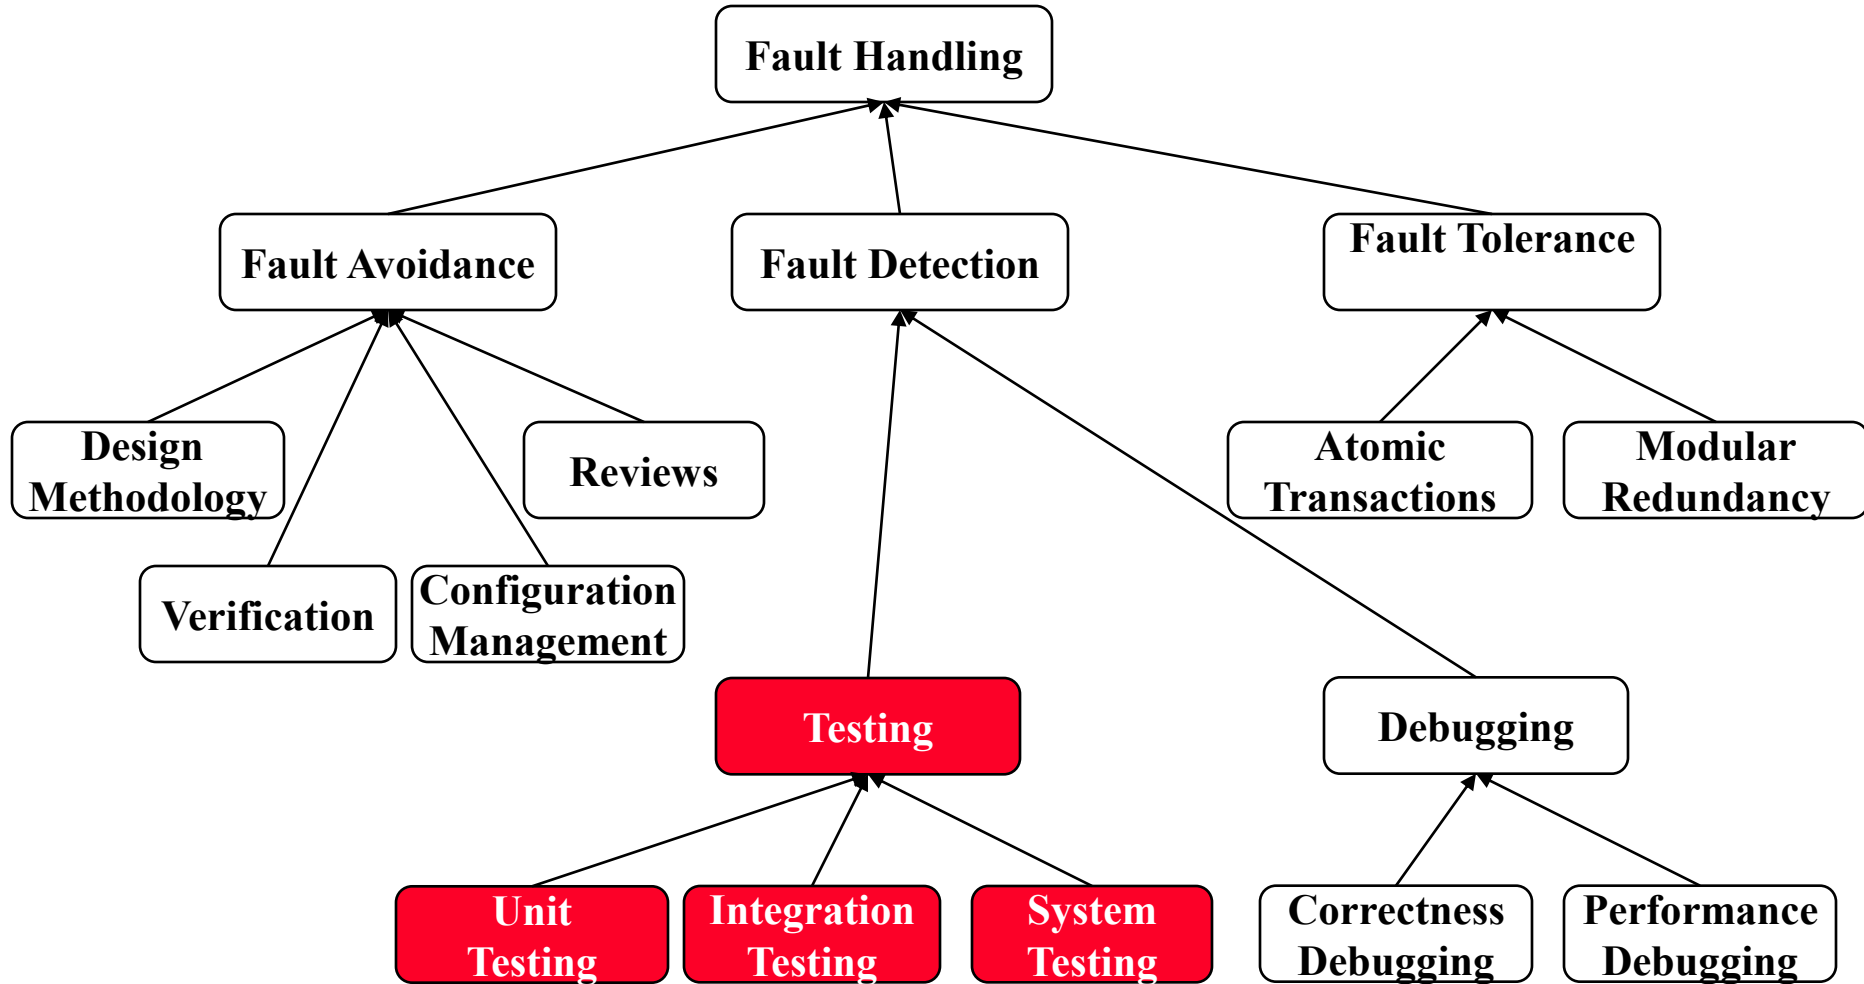 Fault Handling
Fault Avoidance
Fault Detection
Fault Tolerance
Design
Methodology
Reviews
Atomic
Transactions
Modular
Redundancy
Verification
Configuration
Management
Testing
Debugging
Unit
Testing
Integration
Testing
System
Testing
Correctness
Debugging
Performance
Debugging